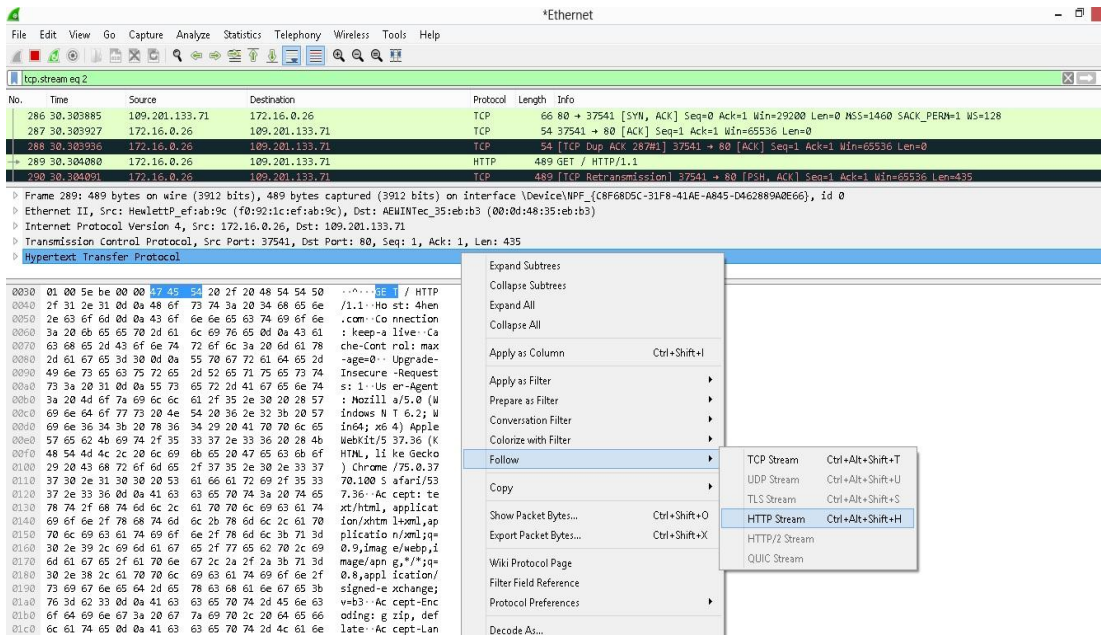 *Ethernet
File Edit View Go Capture Analyze Statistics Telephony Wireless Tools Help
tcp.stream eq 2
No. Time Source Destination Protocol Length Info
286 30.303885 109.201.133.71 172.16.0.26 TCP 66 80 → 37541 [SYN, ACK] Seq=0 Ack=1 Win=29200 Len=0 MSS=1460 SACK_PERM=1 WS=128
287 30.303927 172.16.0.26 109.201.133.71 TCP 54 37541 → 80 [ACK] Seq=1 Ack=1 Win=65536 Len=0
288 30.303936 172.16.0.26 109.201.133.71 TCP 54 [TCP Dup ACK 287#1] 37541 → 80 [ACK] Seq=1 Ack=1 Win=65536 Len=0
289 30.304080 172.16.0.26 109.201.133.71 HTTP 489 GET / HTTP/1.1
290 30.304091 172.16.0.26 109.201.133.71 TCP 489 [TCP Retransmission] 37541 → 80 [PSH, ACK] Seq=1 Ack=1 Win=65536 Len=435
Frame 289: 489 bytes on wire (3912 bits), 489 bytes captured (3912 bits) on interface \Device\NPF_{C8F68D5C-31F8-41AE-A845-D462889A0E66}, id 0
Ethernet II, Src: HewlettP_ef:ab:9c (f0:92:1c:ef:ab:9c), Dst: AEWINTec_35:eb:b3 (00:0d:48:35:eb:b3)
Internet Protocol Version 4, Src: 172.16.0.26, Dst: 109.201.133.71
Transmission Control Protocol, Src Port: 37541, Dst Port: 80, Seq: 1, Ack: 1, Len: 435
Hypertext Transfer Protocol
0030 01 00 5e be 00 00 47 45 54 20 2f 20 48 54 54 50 ··^···GE T / HTTP
0040 2f 31 2e 31 0d 0a 48 6f 73 74 3a 20 34 68 65 6e /1.1··Ho st: 4hen
0050 2e 63 6f 6d 0d 0a 43 6f 6e 6e 65 63 74 69 6f 6e .com··Co nnection
0060 3a 20 6b 65 65 70 2d 61 6c 69 76 65 0d 0a 43 61 : keep-a live··Ca
0070 63 68 65 2d 43 6f 6e 74 72 6f 6c 3a 20 6d 61 78 che-Cont rol: max
0080 2d 61 67 65 3d 30 0d 0a 55 70 67 72 61 64 65 2d -age=0·· Upgrade-
0090 49 6e 73 65 63 75 72 65 2d 52 65 71 75 65 73 74 Insecure -Request
00a0 73 3a 20 31 0d 0a 55 73 65 72 2d 41 67 65 6e 74 s: 1··Us er-Agent
00b0 3a 20 4d 6f 7a 69 6c 6c 61 2f 35 2e 30 20 28 57 : Mozill a/5.0 (W
00c0 69 6e 64 6f 77 73 20 4e 54 20 36 2e 32 3b 20 57 indows N T 6.2; W
00d0 69 6e 36 34 3b 20 78 36 34 29 20 41 70 70 6c 65 in64; x6 4) Apple
00e0 57 65 62 4b 69 74 2f 35 33 37 2e 33 36 20 28 4b WebKit/5 37.36 (K
00f0 48 54 4d 4c 2c 20 6c 69 6b 65 20 47 65 63 6b 6f HTML, li ke Gecko
0100 29 20 43 68 72 6f 6d 65 2f 37 35 2e 30 2e 33 37 ) Chrome /75.0.37
0110 37 30 2e 31 30 30 20 53 61 66 61 72 69 2f 35 33 70.100 S afari/53
0120 37 2e 33 36 0d 0a 41 63 63 65 70 74 3a 20 74 65 7.36··Ac cept: te
0130 78 74 2f 68 74 6d 6c 2c 61 70 70 6c 69 63 61 74 xt/html, applicat
0140 69 6f 6e 2f 78 68 74 6d 6c 2b 78 6d 6c 2c 61 70 ion/xhtm l+xml,ap
0150 70 6c 69 63 61 74 69 6f 6e 2f 78 6d 6c 3b 71 3d plicatio n/xml;q=
0160 30 2e 39 2c 69 6d 61 67 65 2f 77 65 62 70 2c 69 0.9,imag e/webp,i
0170 6d 61 67 65 2f 61 70 6e 67 2c 2a 2f 2a 3b 71 3d mage/apn g,*/*;q=
0180 30 2e 38 2c 61 70 70 6c 69 63 61 74 69 6f 6e 2f 0.8,appl ication/
0190 73 69 67 6e 65 64 2d 65 78 63 68 61 6e 67 65 3b signed-e xchange;
01a0 76 3d 62 33 0d 0a 41 63 63 65 70 74 2d 45 6e 63 v=b3··Ac cept-Enc
01b0 6f 64 69 6e 67 3a 20 67 7a 69 70 2c 20 64 65 66 oding: g zip, def
01c0 6c 61 74 65 0d 0a 41 63 63 65 70 74 2d 4c 61 6e late··Ac cept-Lan
Expand Subtrees
Collapse Subtrees
Expand All
Collapse All
Apply as Column Ctrl+Shift+I
Apply as Filter
Prepare as Filter
Conversation Filter
Colorize with Filter
Follow
Copy
Show Packet Bytes... Ctrl+Shift+O
Export Packet Bytes... Ctrl+Shift+X
Wiki Protocol Page
Filter Field Reference
Protocol Preferences
Decode As...
TCP Stream Ctrl+Alt+Shift+T
UDP Stream Ctrl+Alt+Shift+U
TLS Stream Ctrl+Alt+Shift+S
HTTP Stream Ctrl+Alt+Shift+H
HTTP/2 Stream
QUIC Stream